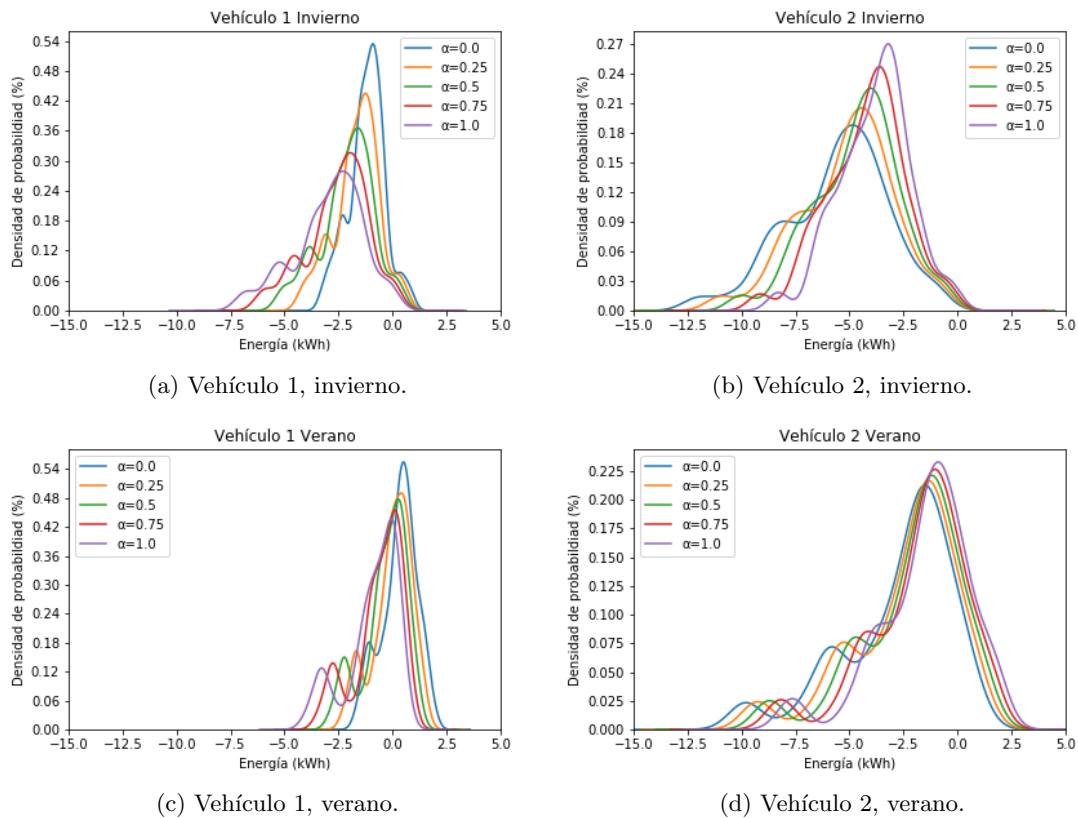 Vehículo 1 Invierno
Densidad de probabildiad (%)
0.54
0.48
0.42
0.36
0.30
0.24
0.18
0.12
0.06
0.00
α=0.0
α=0.25
α=0.5
α=0.75
α=1.0
−15.0 −12.5 −10.0 −7.5 −5.0 −2.5 0.0 2.5 5.0
Energía (kWh)
(a) Vehículo 1, invierno.
Vehículo 2 Invierno
Densidad de probabildiad (%)
0.27
0.24
0.21
0.18
0.15
0.12
0.09
0.06
0.03
0.00
α=0.0
α=0.25
α=0.5
α=0.75
α=1.0
−15.0 −12.5 −10.0 −7.5 −5.0 −2.5 0.0 2.5 5.0
Energía (kWh)
(b) Vehículo 2, invierno.
Vehículo 1 Verano
Densidad de probabildiad (%)
0.54
0.48
0.42
0.36
0.30
0.24
0.18
0.12
0.06
0.00
α=0.0
α=0.25
α=0.5
α=0.75
α=1.0
−15.0 −12.5 −10.0 −7.5 −5.0 −2.5 0.0 2.5 5.0
Energía (kWh)
(c) Vehículo 1, verano.
Vehículo 2 Verano
Densidad de probabildiad (%)
0.225
0.200
0.175
0.150
0.125
0.100
0.075
0.050
0.025
0.000
α=0.0
α=0.25
α=0.5
α=0.75
α=1.0
−15.0 −12.5 −10.0 −7.5 −5.0 −2.5 0.0 2.5 5.0
Energía (kWh)
(d) Vehículo 2, verano.